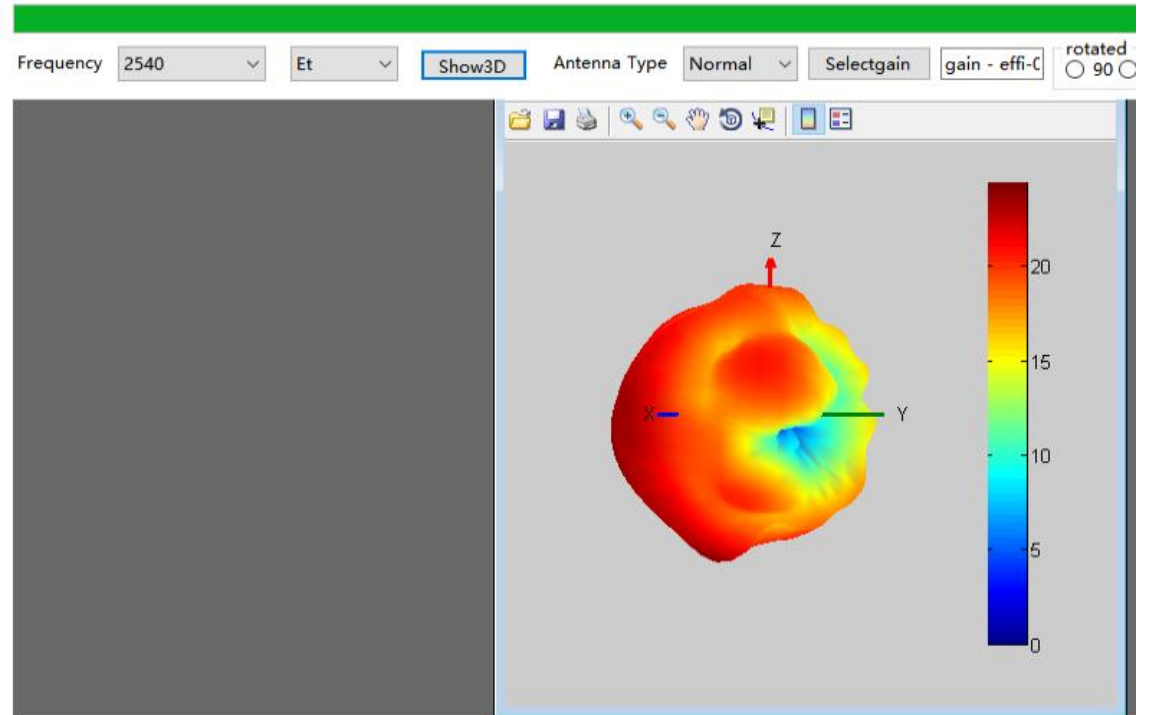 Frequency 2540 Et Show3D Antenna Type Normal Selectgain gain - effi-C rotated
90
Z
20
15
X Y
10
5
0